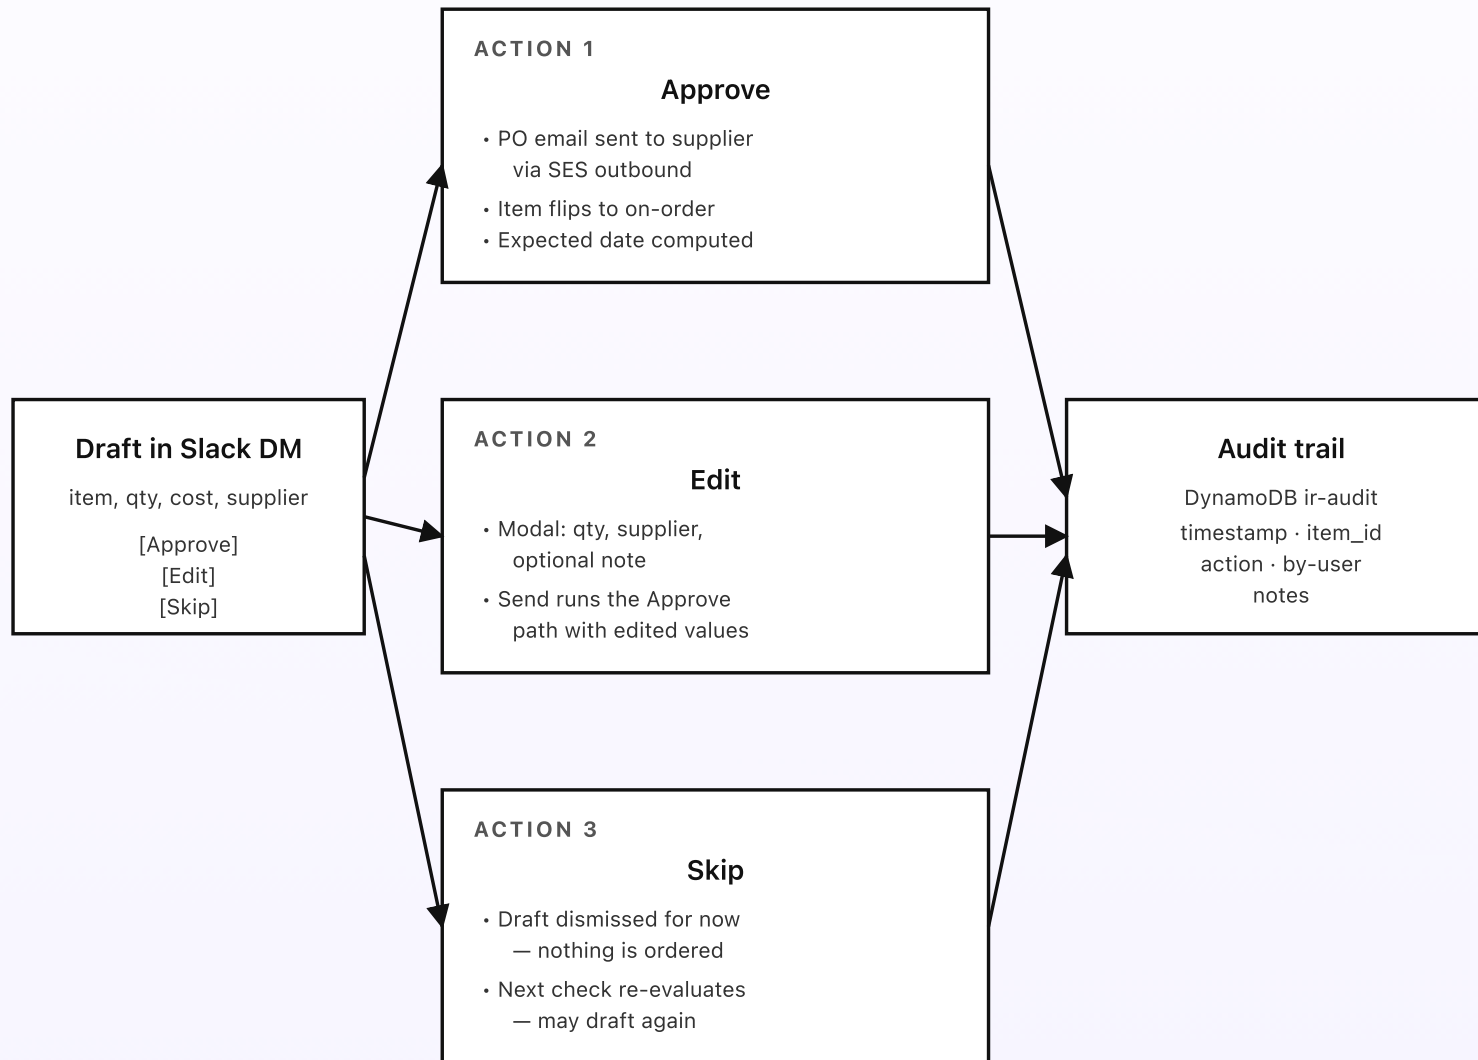 ACTION 1
Approve
• PO email sent to supplier
via SES outbound
• Item flips to on-order
• Expected date computed
Draft in Slack DM
item, qty, cost, supplier
[Approve]
[Edit]
[Skip]
ACTION 2
Edit
• Modal: qty, supplier,
optional note
• Send runs the Approve
path with edited values
Audit trail
DynamoDB ir-audit
timestamp · item_id
action · by-user
notes
ACTION 3
Skip
• Draft dismissed for now
— nothing is ordered
• Next check re-evaluates
— may draft again